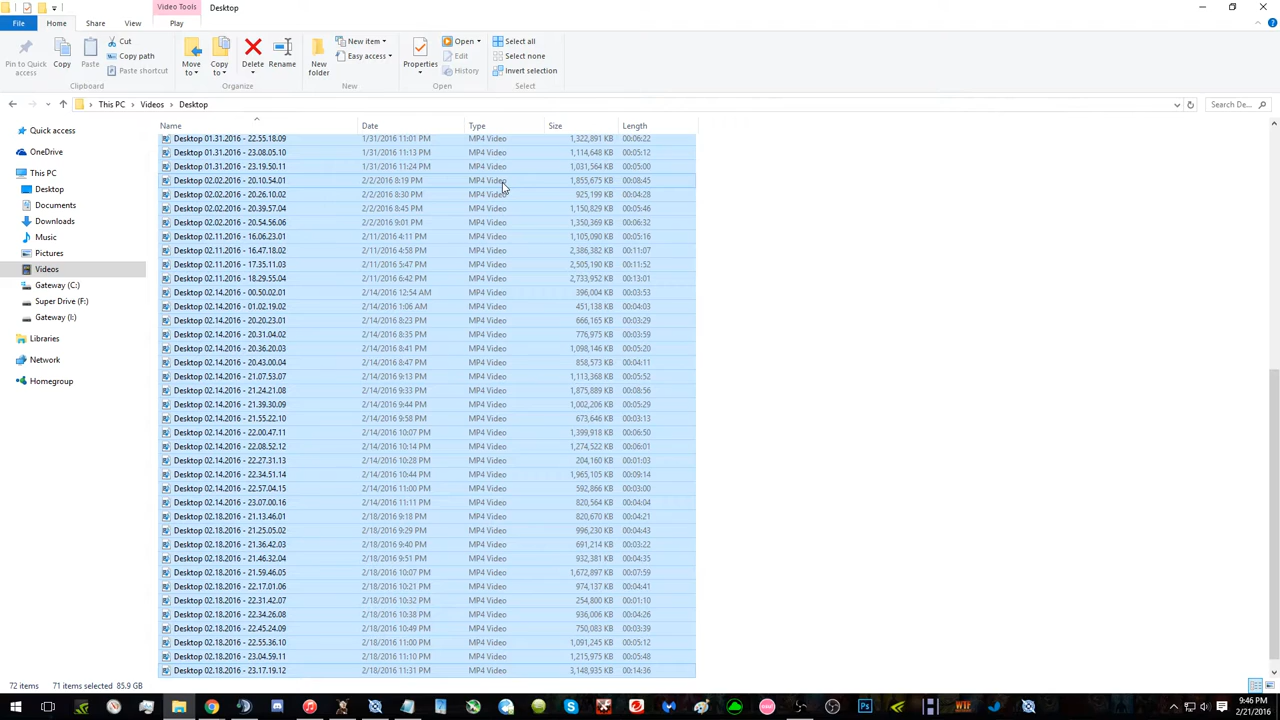 Video Tools Desktop
File Home Share View Play
Pin to Quick access Copy Paste Cut Copy path Paste shortcut Move to Copy to Delete Rename New folder New item Easy access Properties Open Edit History Select all Select none Invert selection
Clipboard Organize New Open Select
This PC Videos Desktop Search De...
Name Date Type Size Length
Quick access
OneDrive
This PC
Desktop
Documents
Downloads
Music
Pictures
Videos
Gateway (C:)
Super Drive (F:)
Gateway (I:)
Libraries
Network
Homegroup
Desktop 01.31.2016 - 22.55.18.09 1/31/2016 11:01 PM MP4 Video 1,322,891 KB 00:06:22
Desktop 01.31.2016 - 23.08.05.10 1/31/2016 11:13 PM MP4 Video 1,114,648 KB 00:05:12
Desktop 01.31.2016 - 23.19.50.11 1/31/2016 11:24 PM MP4 Video 1,031,564 KB 00:05:00
Desktop 02.02.2016 - 20.10.54.01 2/2/2016 8:19 PM MP4 Video 1,855,675 KB 00:08:45
Desktop 02.02.2016 - 20.26.10.02 2/2/2016 8:30 PM MP4 Video 925,199 KB 00:04:28
Desktop 02.02.2016 - 20.39.57.04 2/2/2016 8:45 PM MP4 Video 1,150,829 KB 00:05:46
Desktop 02.02.2016 - 20.54.56.06 2/2/2016 9:01 PM MP4 Video 1,350,369 KB 00:06:32
Desktop 02.11.2016 - 16.06.23.01 2/11/2016 4:11 PM MP4 Video 1,105,090 KB 00:05:16
Desktop 02.11.2016 - 16.47.18.02 2/11/2016 4:58 PM MP4 Video 2,386,382 KB 00:11:07
Desktop 02.11.2016 - 17.35.11.03 2/11/2016 5:47 PM MP4 Video 2,505,190 KB 00:11:52
Desktop 02.11.2016 - 18.29.55.04 2/11/2016 6:42 PM MP4 Video 2,733,952 KB 00:13:01
Desktop 02.14.2016 - 00.50.02.01 2/14/2016 12:54 AM MP4 Video 396,004 KB 00:03:53
Desktop 02.14.2016 - 01.02.19.02 2/14/2016 1:06 AM MP4 Video 451,138 KB 00:04:03
Desktop 02.14.2016 - 20.20.23.01 2/14/2016 8:23 PM MP4 Video 666,165 KB 00:03:29
Desktop 02.14.2016 - 20.31.04.02 2/14/2016 8:35 PM MP4 Video 776,975 KB 00:03:59
Desktop 02.14.2016 - 20.36.20.03 2/14/2016 8:41 PM MP4 Video 1,098,146 KB 00:05:20
Desktop 02.14.2016 - 20.43.00.04 2/14/2016 8:47 PM MP4 Video 858,573 KB 00:04:11
Desktop 02.14.2016 - 21.07.53.07 2/14/2016 9:13 PM MP4 Video 1,113,368 KB 00:05:52
Desktop 02.14.2016 - 21.24.21.08 2/14/2016 9:33 PM MP4 Video 1,875,889 KB 00:08:56
Desktop 02.14.2016 - 21.39.30.09 2/14/2016 9:44 PM MP4 Video 1,002,206 KB 00:05:29
Desktop 02.14.2016 - 21.55.22.10 2/14/2016 9:58 PM MP4 Video 673,646 KB 00:03:13
Desktop 02.14.2016 - 22.00.47.11 2/14/2016 10:07 PM MP4 Video 1,399,918 KB 00:06:50
Desktop 02.14.2016 - 22.08.52.12 2/14/2016 10:14 PM MP4 Video 1,274,522 KB 00:06:01
Desktop 02.14.2016 - 22.27.31.13 2/14/2016 10:28 PM MP4 Video 204,160 KB 00:01:03
Desktop 02.14.2016 - 22.34.51.14 2/14/2016 10:44 PM MP4 Video 1,965,105 KB 00:09:14
Desktop 02.14.2016 - 22.57.04.15 2/14/2016 11:00 PM MP4 Video 592,866 KB 00:03:00
Desktop 02.14.2016 - 23.07.00.16 2/14/2016 11:11 PM MP4 Video 820,564 KB 00:04:04
Desktop 02.18.2016 - 21.13.46.01 2/18/2016 9:18 PM MP4 Video 820,670 KB 00:04:21
Desktop 02.18.2016 - 21.25.05.02 2/18/2016 9:29 PM MP4 Video 996,230 KB 00:04:43
Desktop 02.18.2016 - 21.36.42.03 2/18/2016 9:40 PM MP4 Video 691,214 KB 00:03:22
Desktop 02.18.2016 - 21.46.32.04 2/18/2016 9:51 PM MP4 Video 932,381 KB 00:04:35
Desktop 02.18.2016 - 21.59.46.05 2/18/2016 10:07 PM MP4 Video 1,672,897 KB 00:07:59
Desktop 02.18.2016 - 22.17.01.06 2/18/2016 10:21 PM MP4 Video 974,137 KB 00:04:41
Desktop 02.18.2016 - 22.31.42.07 2/18/2016 10:32 PM MP4 Video 254,800 KB 00:01:10
Desktop 02.18.2016 - 22.34.26.08 2/18/2016 10:38 PM MP4 Video 936,006 KB 00:04:26
Desktop 02.18.2016 - 22.45.24.09 2/18/2016 10:49 PM MP4 Video 750,083 KB 00:03:39
Desktop 02.18.2016 - 22.55.36.10 2/18/2016 11:00 PM MP4 Video 1,091,245 KB 00:05:12
Desktop 02.18.2016 - 23.04.59.11 2/18/2016 11:10 PM MP4 Video 1,215,975 KB 00:05:48
Desktop 02.18.2016 - 23.17.19.12 2/18/2016 11:31 PM MP4 Video 3,148,935 KB 00:14:36
72 items 71 items selected 85.9 GB
WTF
9:46 PM
2/21/2016